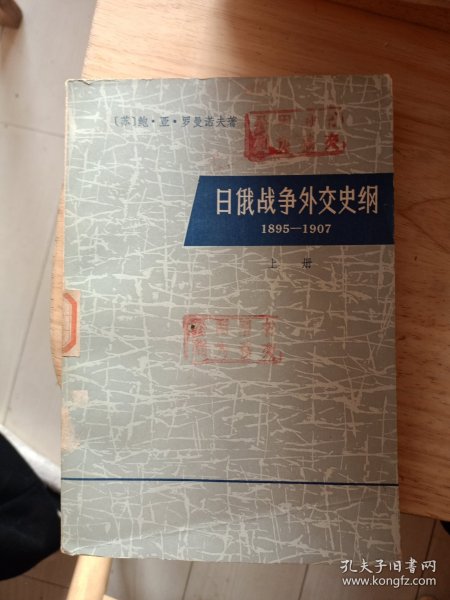 〔苏〕鲍·亚·罗曼诺夫著
日俄战争外交史纲
1895—1907
上册
孔夫子旧书网
www.kongfz.com